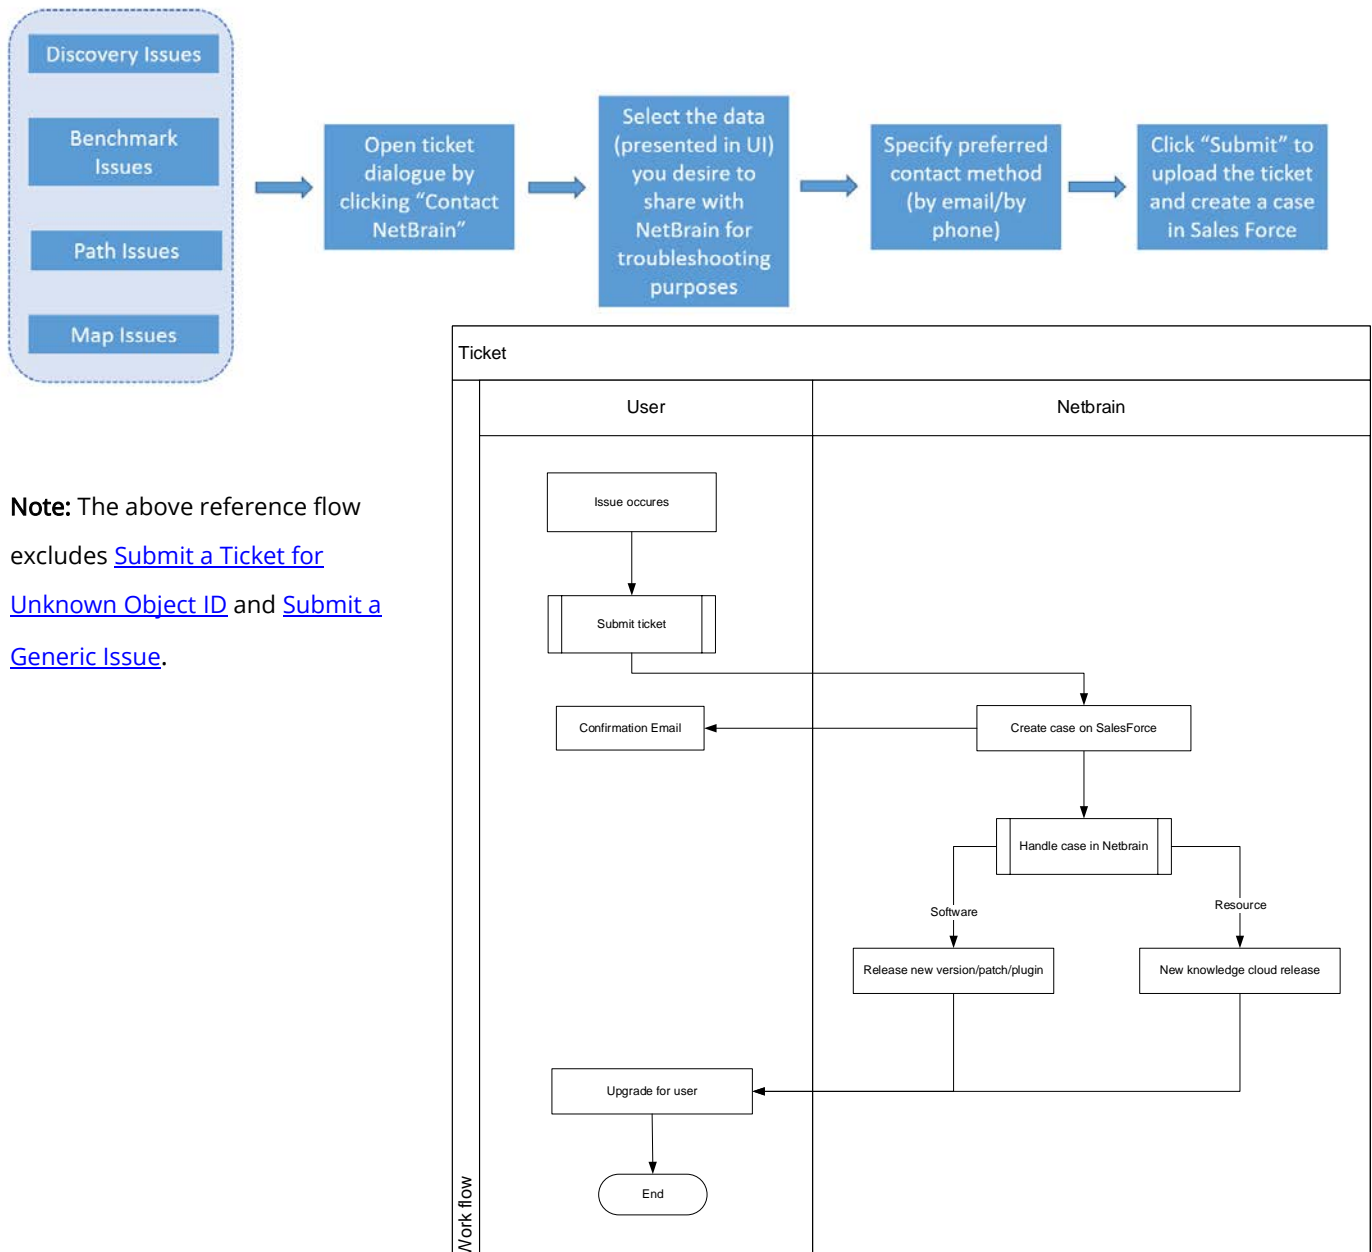 Discovery Issues
Benchmark
Issues
Path Issues
Map Issues
Open ticket
dialogue by
clicking “Contact
NetBrain”
Select the data
(presented in UI)
you desire to
share with
NetBrain for
troubleshooting
purposes
Specify preferred
contact method
(by email/by
phone)
Click “Submit” to
upload the ticket
and create a case
in Sales Force
Note: The above reference flow
excludes Submit a Ticket for
Unknown Object ID and Submit a
Generic Issue.
Ticket
User
Netbrain
Issue occures
Submit ticket
Confirmation Email
Create case on SalesForce
Handle case in Netbrain
Software
Resource
Release new version/patch/plugin
New knowledge cloud release
Upgrade for user
End
Work flow